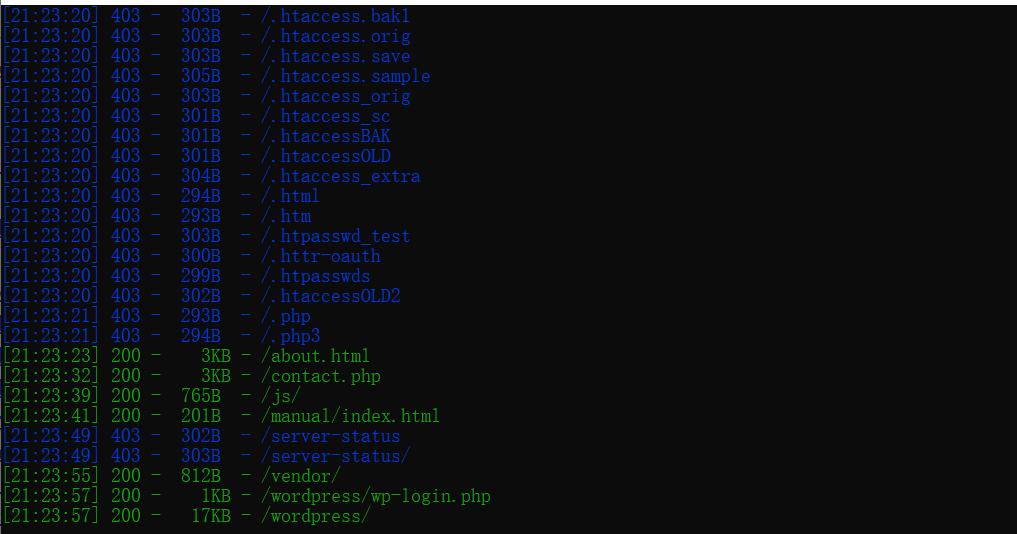 [21:23:20] 403 -  303B  - /.htaccess.bak1
[21:23:20] 403 -  303B  - /.htaccess.orig
[21:23:20] 403 -  303B  - /.htaccess.save
[21:23:20] 403 -  305B  - /.htaccess.sample
[21:23:20] 403 -  303B  - /.htaccess_orig
[21:23:20] 403 -  301B  - /.htaccess_sc
[21:23:20] 403 -  301B  - /.htaccessBAK
[21:23:20] 403 -  301B  - /.htaccessOLD
[21:23:20] 403 -  304B  - /.htaccess_extra
[21:23:20] 403 -  294B  - /.html
[21:23:20] 403 -  293B  - /.htm
[21:23:20] 403 -  303B  - /.htpasswd_test
[21:23:20] 403 -  300B  - /.httr-oauth
[21:23:20] 403 -  299B  - /.htpasswds
[21:23:20] 403 -  302B  - /.htaccessOLD2
[21:23:21] 403 -  293B  - /.php
[21:23:21] 403 -  294B  - /.php3
[21:23:23] 200 -    3KB - /about.html
[21:23:32] 200 -    3KB - /contact.php
[21:23:39] 200 -  765B  - /js/
[21:23:41] 200 -  201B  - /manual/index.html
[21:23:49] 403 -  302B  - /server-status
[21:23:49] 403 -  303B  - /server-status/
[21:23:55] 200 -  812B  - /vendor/
[21:23:57] 200 -    1KB - /wordpress/wp-login.php
[21:23:57] 200 -   17KB - /wordpress/